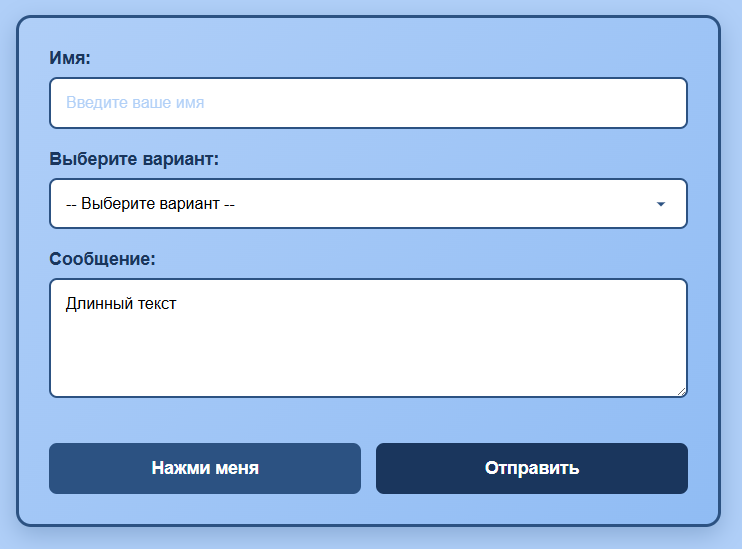 Имя:
Введите ваше имя
Выберите вариант:
-- Выберите вариант --
Сообщение:
Длинный текст
Нажми меня
Отправить